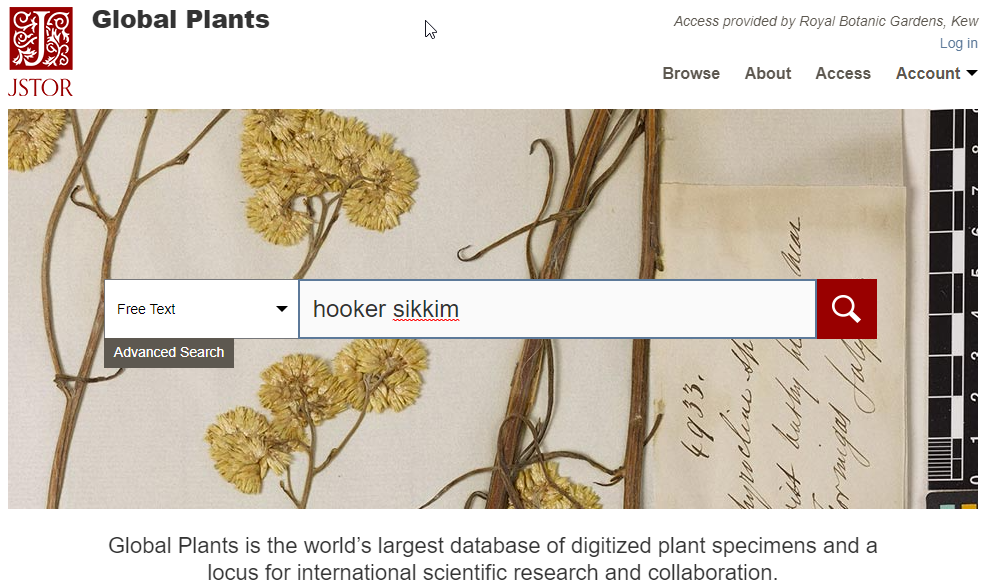 Global Plants
Access provided by Royal Botanic Gardens, Kew
Log in
JSTOR
Browse About Access Account
Free Text
hooker sikkim
Advanced Search
4933.
Global Plants is the world's largest database of digitized plant specimens and a
locus for international scientific research and collaboration.